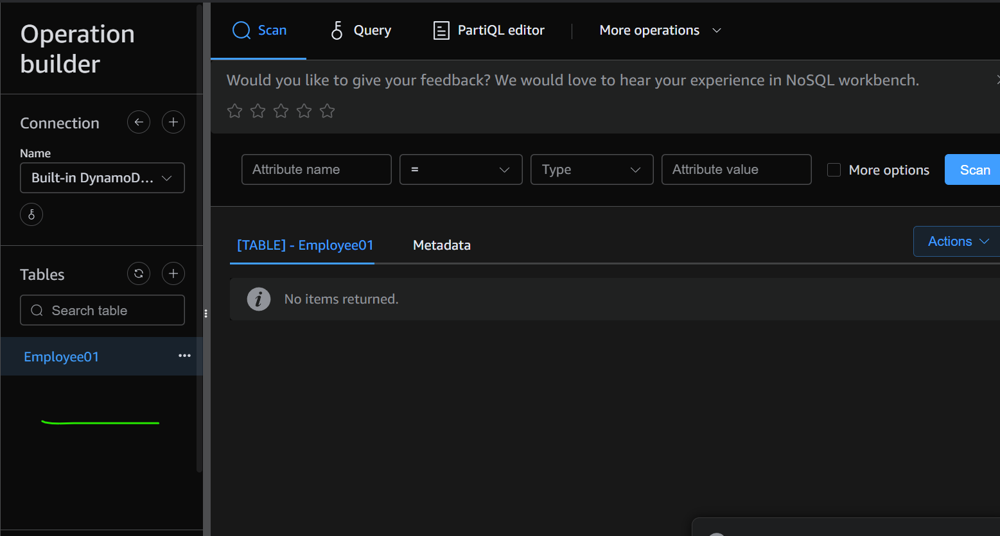 Operation
builder
Scan
Query
PartiQL editor
More operations
Would you like to give your feedback? We would love to hear your experience in NoSQL workbench.
Connection
Name
Built-in DynamoD...
Attribute name
=
Type
Attribute value
More options
Scan
[TABLE] - Employee01
Metadata
Actions
Tables
Search table
No items returned.
Employee01